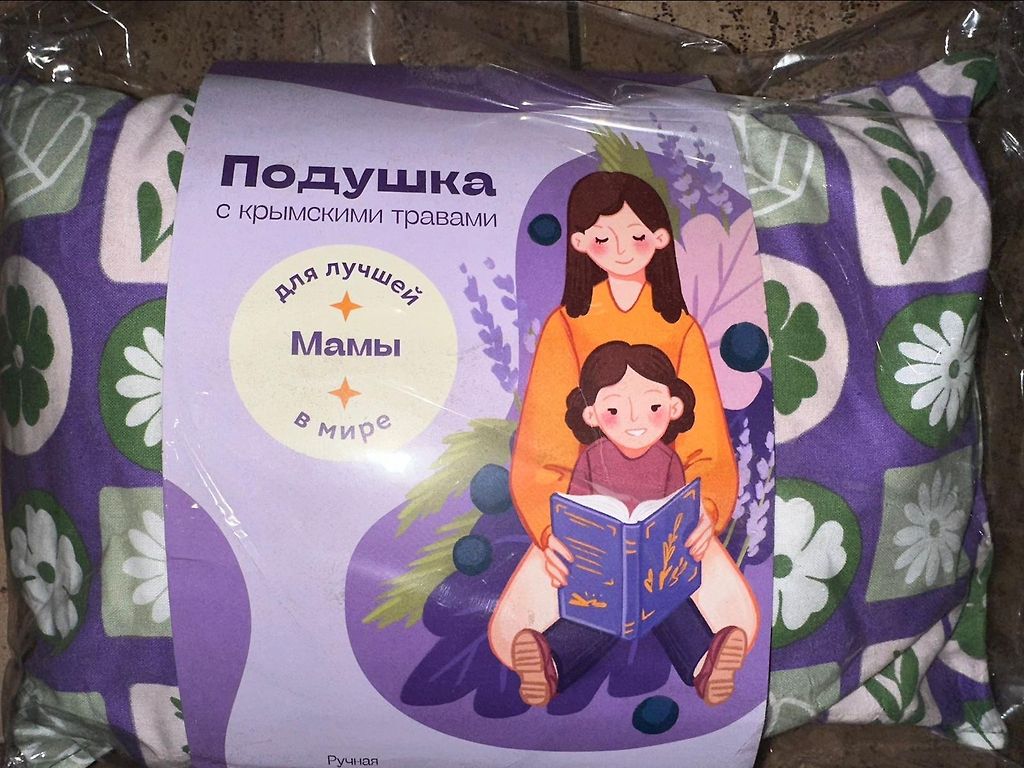 Подушка
с крымскими травами
для лучшей
Мамы
в мире
Ручная